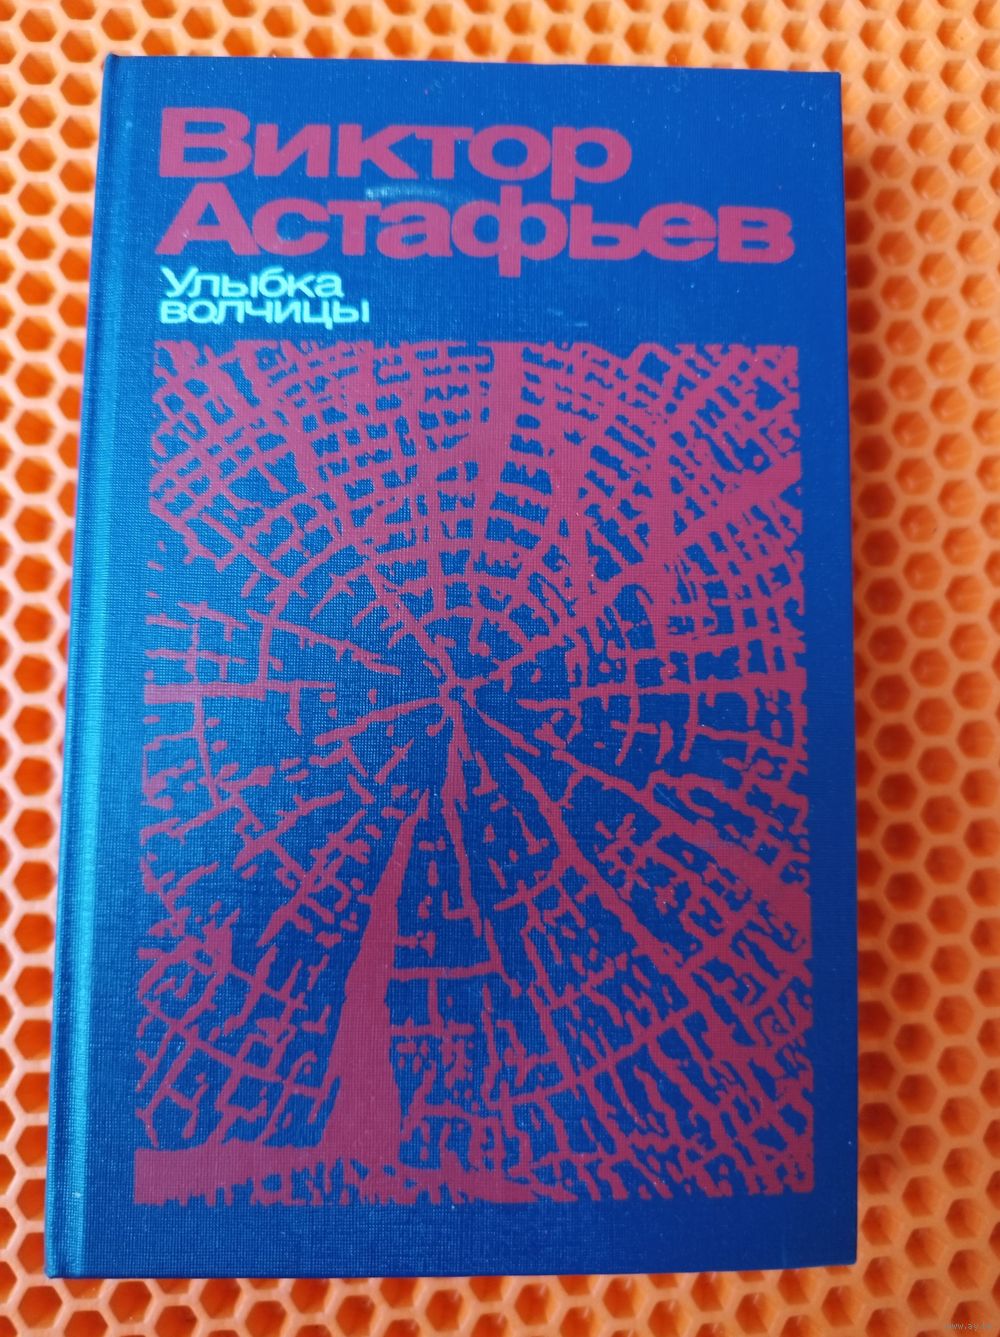 Виктор
Астафьев
Улыбка
волчицы